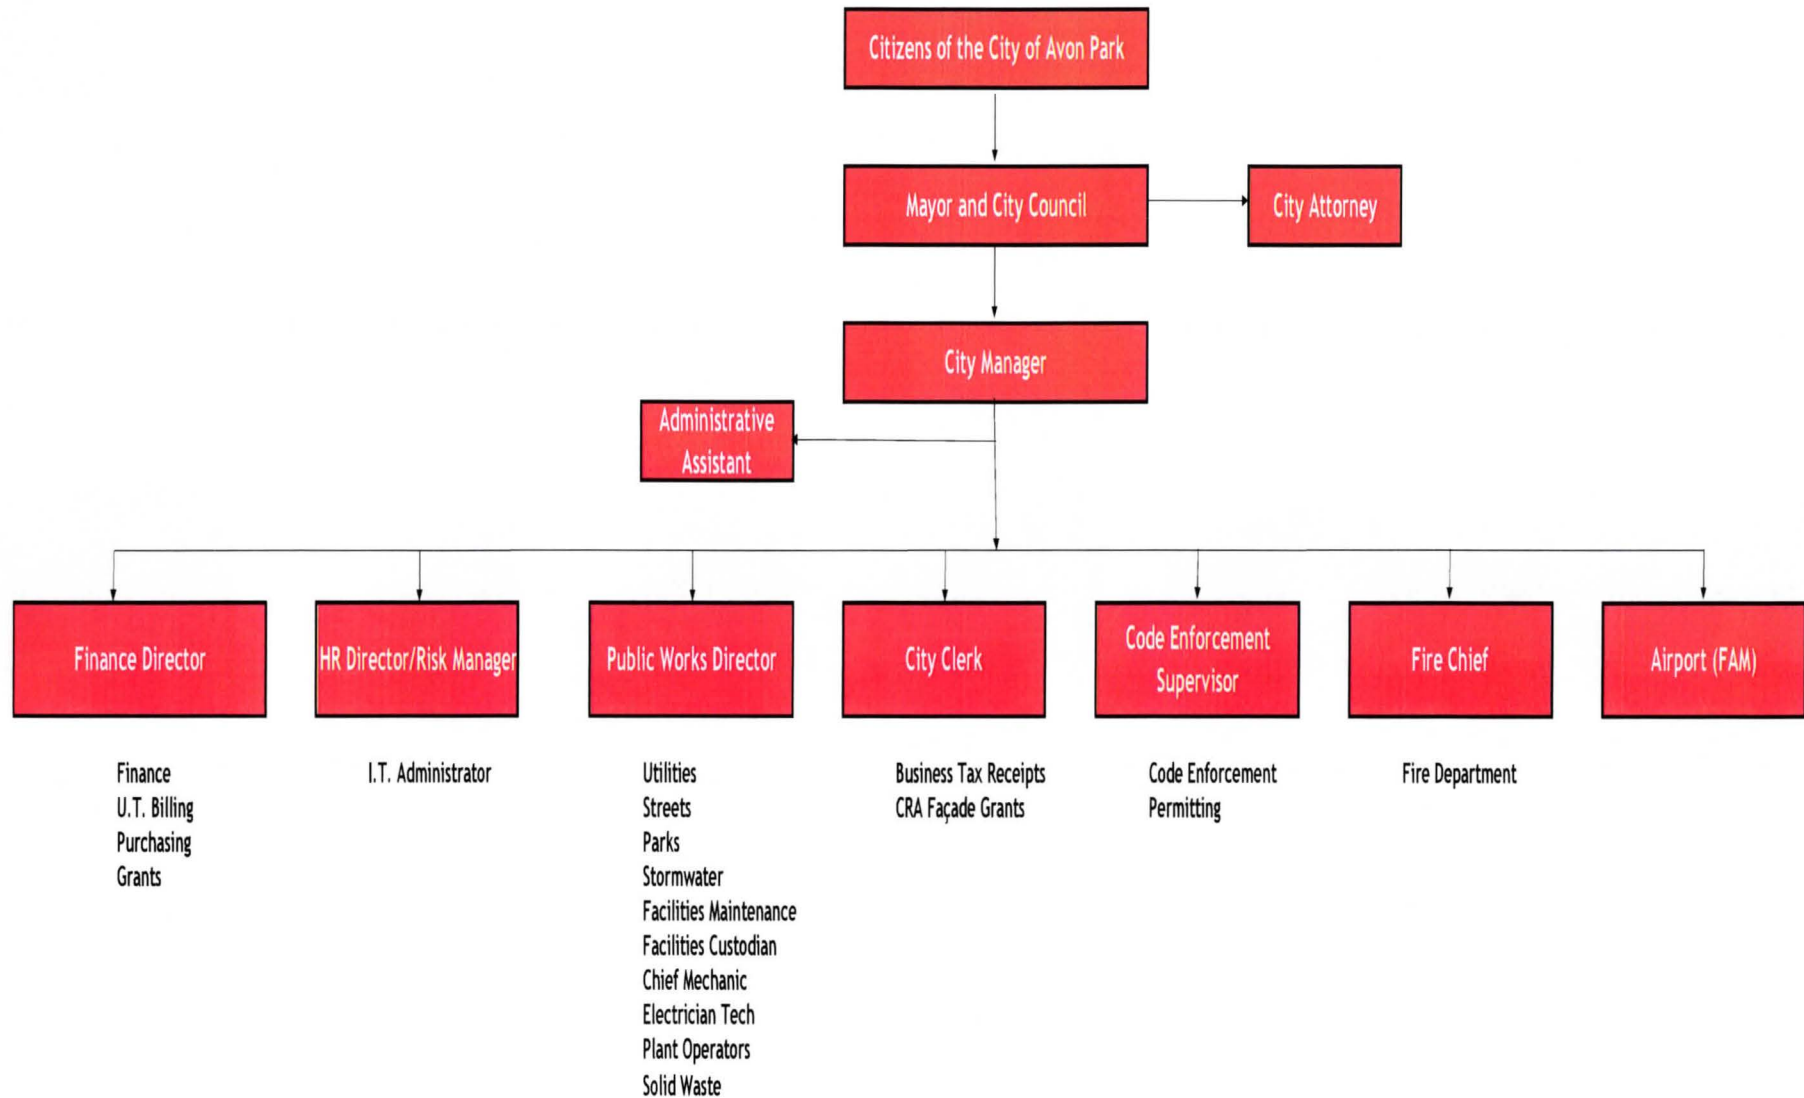 Citizens of the City of Avon Park
Mayor and City Council
City Attorney
City Manager
Administrative
Assistant
Finance Director
HR Director/Risk Manager
Public Works Director
City Clerk
Code Enforcement
Supervisor
Fire Chief
Airport (FAM)
Finance
U.T. Billing
Purchasing
Grants
I.T. Administrator
Utilities
Streets
Parks
Stormwater
Facilities Maintenance
Facilities Custodian
Chief Mechanic
Electrician Tech
Plant Operators
Solid Waste
Business Tax Receipts
CRA Façade Grants
Code Enforcement
Permitting
Fire Department